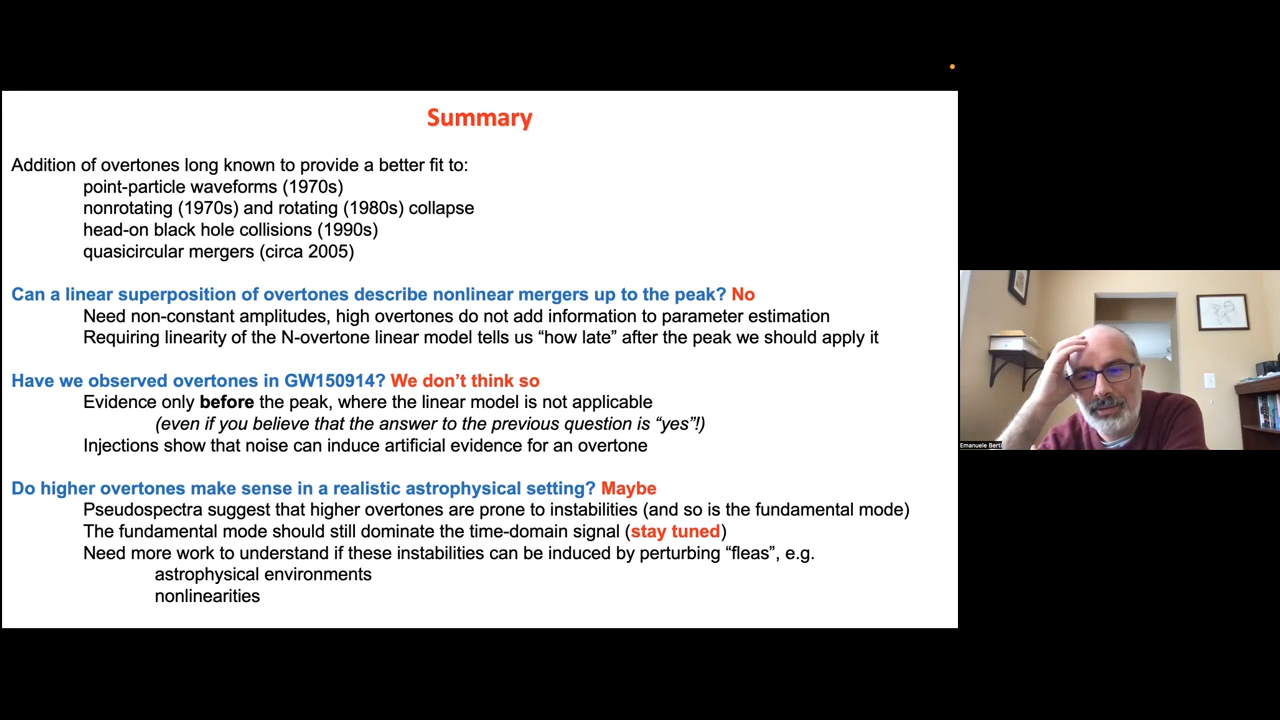 Summary
Addition of overtones long known to provide a better fit to:
point-particle waveforms (1970s)
nonrotating (1970s) and rotating (1980s) collapse
head-on black hole collisions (1990s)
quasicircular mergers (circa 2005)
Can a linear superposition of overtones describe nonlinear mergers up to the peak? No
Need non-constant amplitudes, high overtones do not add information to parameter estimation
Requiring linearity of the N-overtone linear model tells us “how late” after the peak we should apply it
Have we observed overtones in GW150914? We don’t think so
Evidence only before the peak, where the linear model is not applicable
(even if you believe that the answer to the previous question is “yes”!)
Injections show that noise can induce artificial evidence for an overtone
Do higher overtones make sense in a realistic astrophysical setting? Maybe
Pseudospectra suggest that higher overtones are prone to instabilities (and so is the fundamental mode)
The fundamental mode should still dominate the time-domain signal (stay tuned)
Need more work to understand if these instabilities can be induced by perturbing “fleas”, e.g.
astrophysical environments
nonlinearities
Emanuele Berti